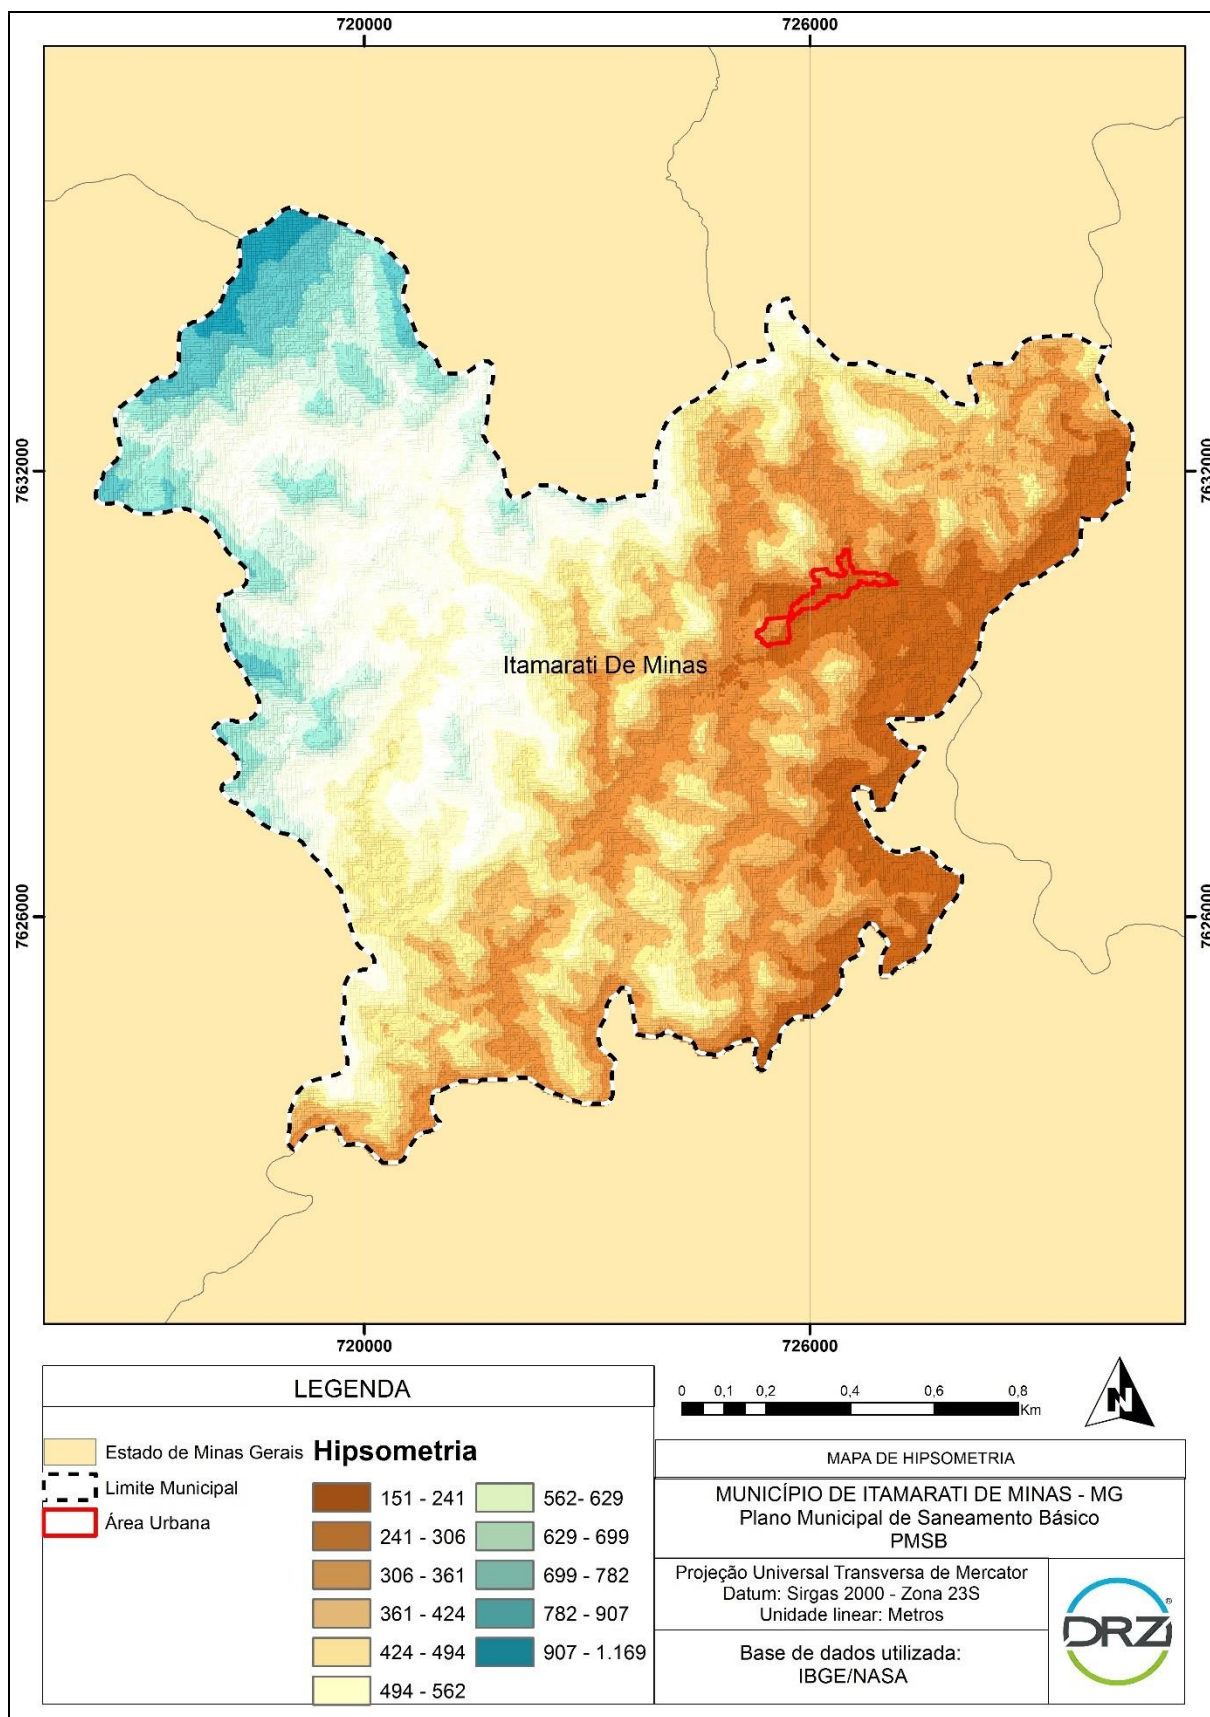 720000
726000
7632000
7632000
Itamarati De Minas
7626000
7626000
720000
726000
LEGENDA
Estado de Minas Gerais
Limite Municipal
Área Urbana
Hipsometria
151 - 241
241 - 306
306 - 361
361 - 424
424 - 494
494 - 562
562- 629
629 - 699
699 - 782
782 - 907
907 - 1.169
0 0,1 0,2 0,4 0,6 0,8
Km
N
MAPA DE HIPSOMETRIA
MUNICÍPIO DE ITAMARATI DE MINAS - MG
Plano Municipal de Saneamento Básico
PMSB
Projeção Universal Transversa de Mercator
Datum: Sirgas 2000 - Zona 23S
Unidade linear: Metros
Base de dados utilizada:
IBGE/NASA
DRZ®